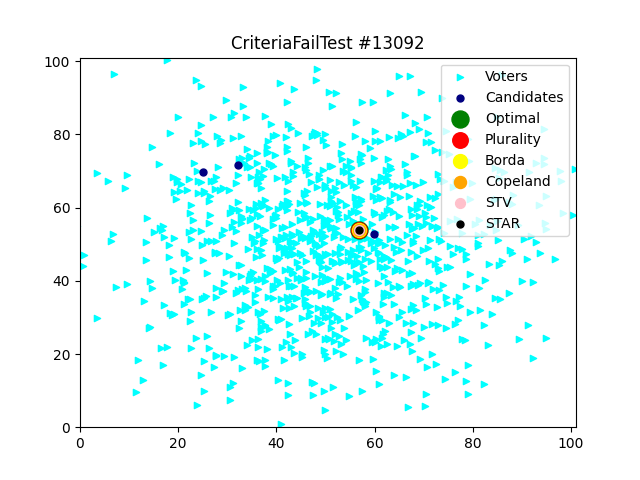 CriteriaFailTest #13092
100
80
60
40
20
0
0
20
40
60
80
100
Voters
Candidates
Optimal
Plurality
Borda
Copeland
STV
STAR